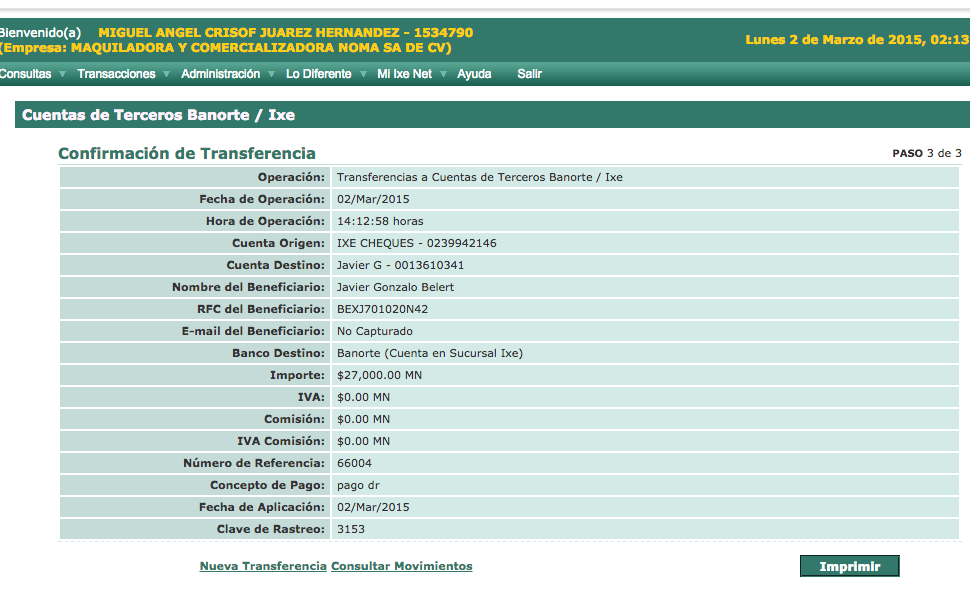 Bienvenido(a) MIGUEL ANGEL CRISOF JUAREZ HERNANDEZ - 1534790
(Empresa: MAQUILADORA Y COMERCIALIZADORA NOMA SA DE CV)
Lunes 2 de Marzo de 2015, 02:13
Consultas Transacciones Administración Lo Diferente Mi Ixe Net Ayuda Salir
Cuentas de Terceros Banorte / Ixe
Confirmación de Transferencia PASO 3 de 3
Operación: Transferencias a Cuentas de Terceros Banorte / Ixe
Fecha de Operación: 02/Mar/2015
Hora de Operación: 14:12:58 horas
Cuenta Origen: IXE CHEQUES - 0239942146
Cuenta Destino: Javier G - 0013610341
Nombre del Beneficiario: Javier Gonzalo Belert
RFC del Beneficiario: BEXJ701020N42
E-mail del Beneficiario: No Capturado
Banco Destino: Banorte (Cuenta en Sucursal Ixe)
Importe: $27,000.00 MN
IVA: $0.00 MN
Comisión: $0.00 MN
IVA Comisión: $0.00 MN
Número de Referencia: 66004
Concepto de Pago: pago dr
Fecha de Aplicación: 02/Mar/2015
Clave de Rastreo: 3153
Nueva Transferencia Consultar Movimientos Imprimir